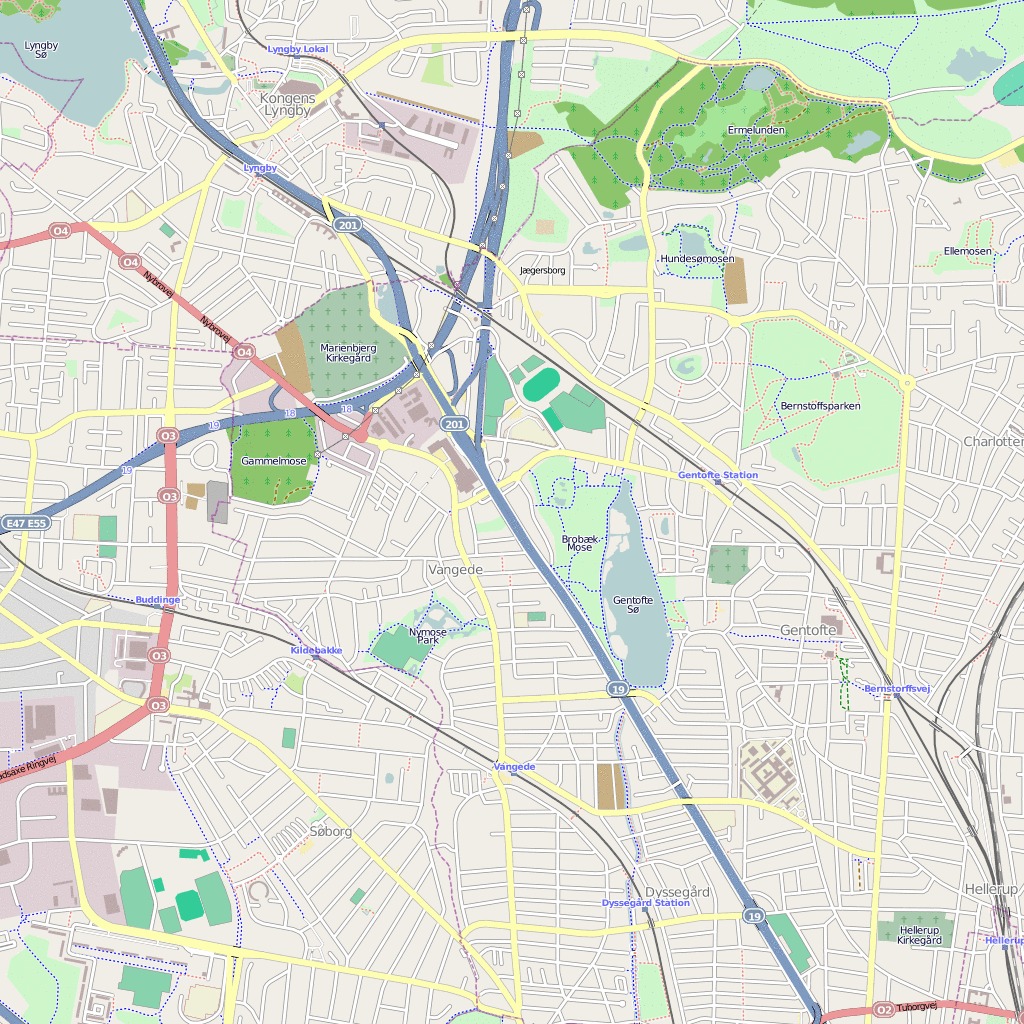 Lyngby
Sø
Lyngby Lokal
Kongens
Lyngby
Ermelunden
Lyngby
201
O4
O4
Nybrovej
Nybrovej
O4
Hundesømosen
Ellemosen
Jægersborg
Marienbjerg
Kirkegård
Bernstoffsparken
18
18
19
19
201
O3
Charlotten
Gammelmose
Gentofte Station
O3
E47 E55
Brobæk
Mose
Vangede
Buddinge
Gentofte
Sø
Nymose
Park
Gentofte
Kildebakke
O3
O3
19
Bernstorffsvej
dsaxe Ringvej
Vangede
Søborg
Dyssegård
Dyssegård Station
Hellerup
19
Hellerup
Kirkegård
Hellerup
O2
Tuborgvej